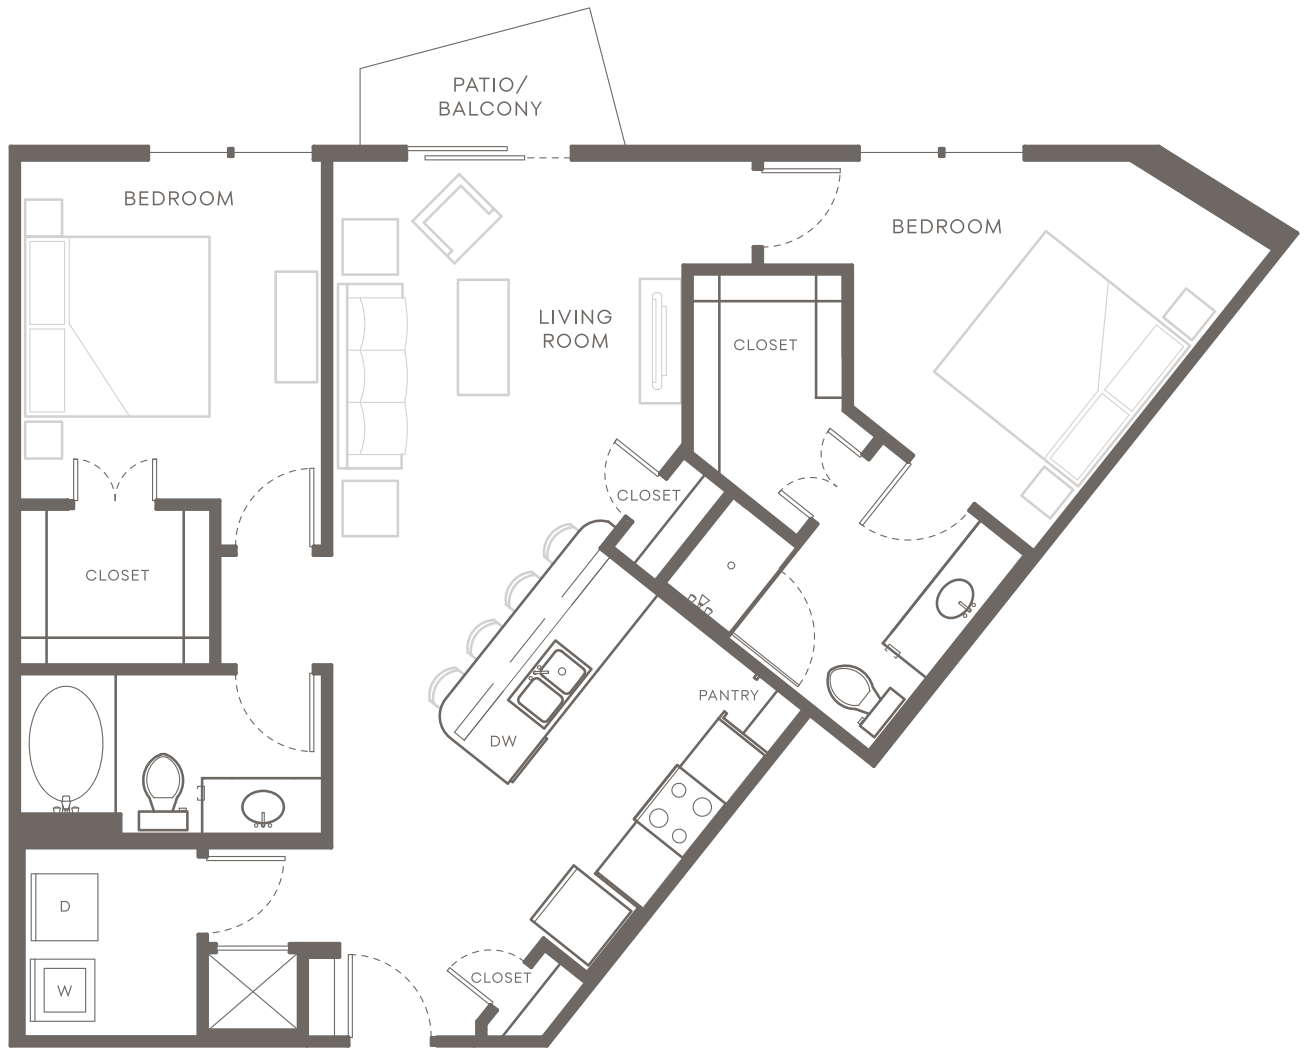 PATIO/
BALCONY
BEDROOM
BEDROOM
LIVING
ROOM
CLOSET
CLOSET
CLOSET
PANTRY
DW
D
W
CLOSET